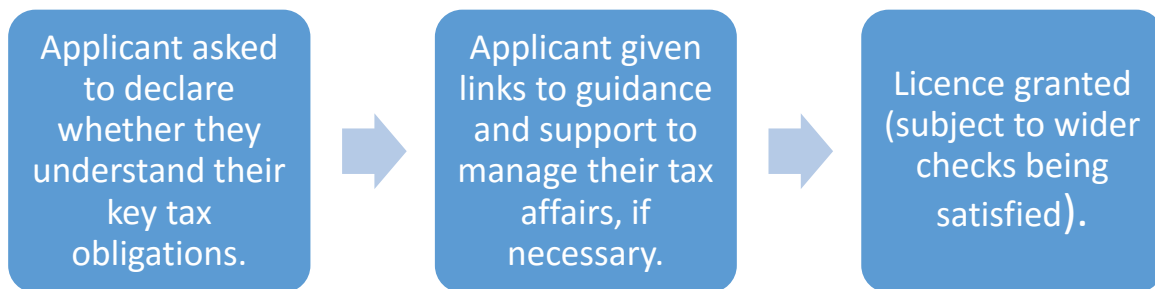 Applicant asked
to declare
whether they
understand their
key tax
obligations.
Applicant given
links to guidance
and support to
manage their tax
affairs, if
necessary.
Licence granted
(subject to wider
checks being
satisfied).